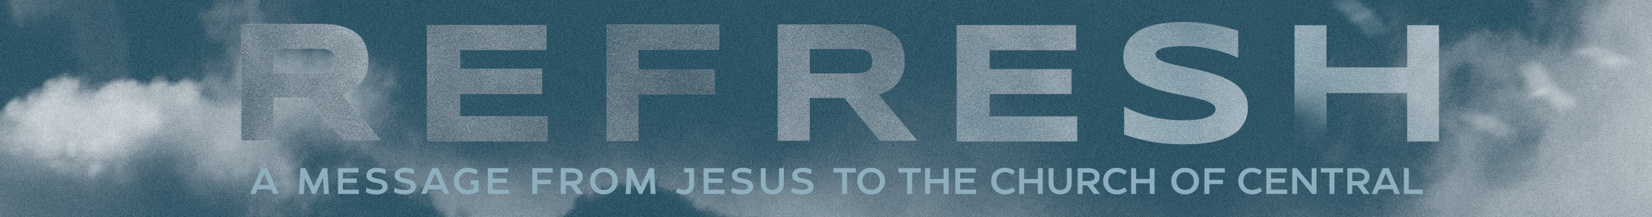 REFRESH
A MESSAGE FROM JESUS TO THE CHURCH OF CENTRAL